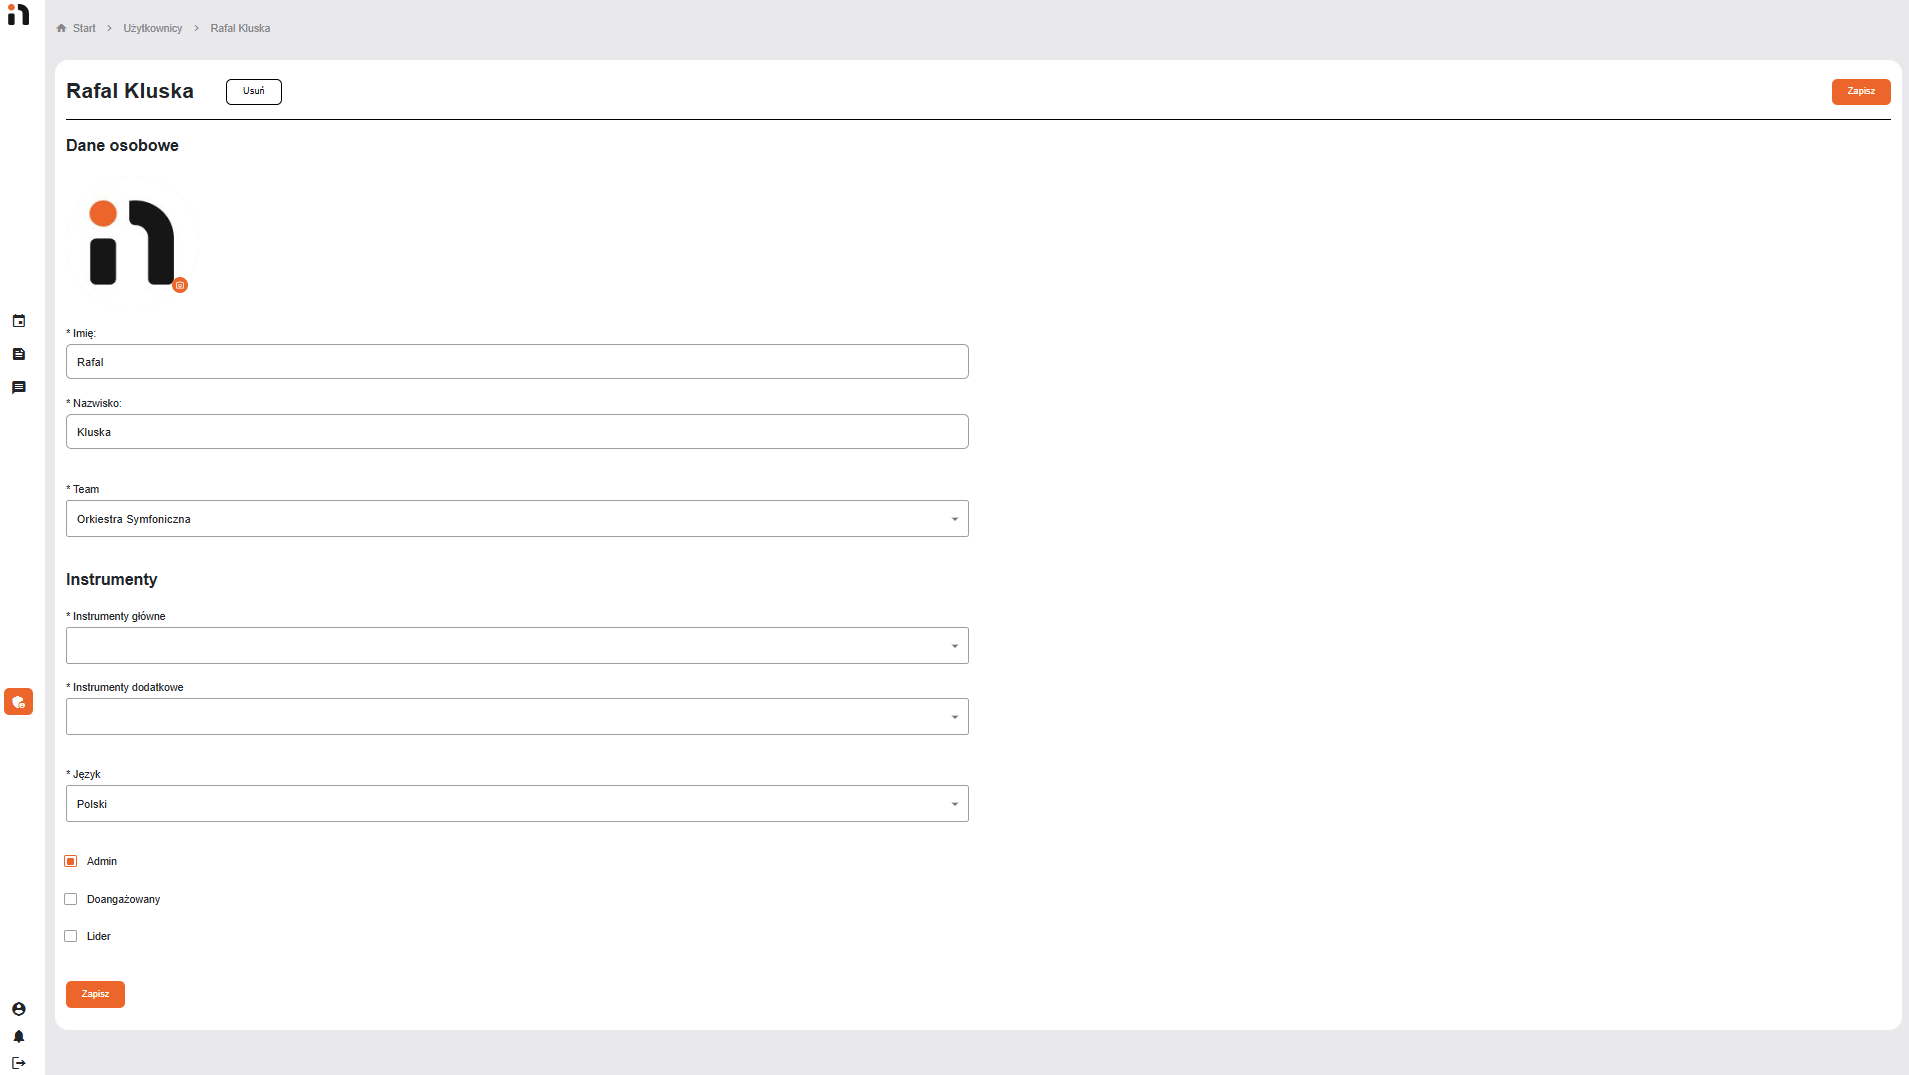 Start > Użytkownicy > Rafal Kluska
Rafal Kluska Usuń Zapisz
Dane osobowe
* Imię:
Rafal
* Nazwisko:
Kluska
* Team
Orkiestra Symfoniczna
Instrumenty
* Instrumenty główne
* Instrumenty dodatkowe
* Język
Polski
Admin
Doangażowany
Lider
Zapisz